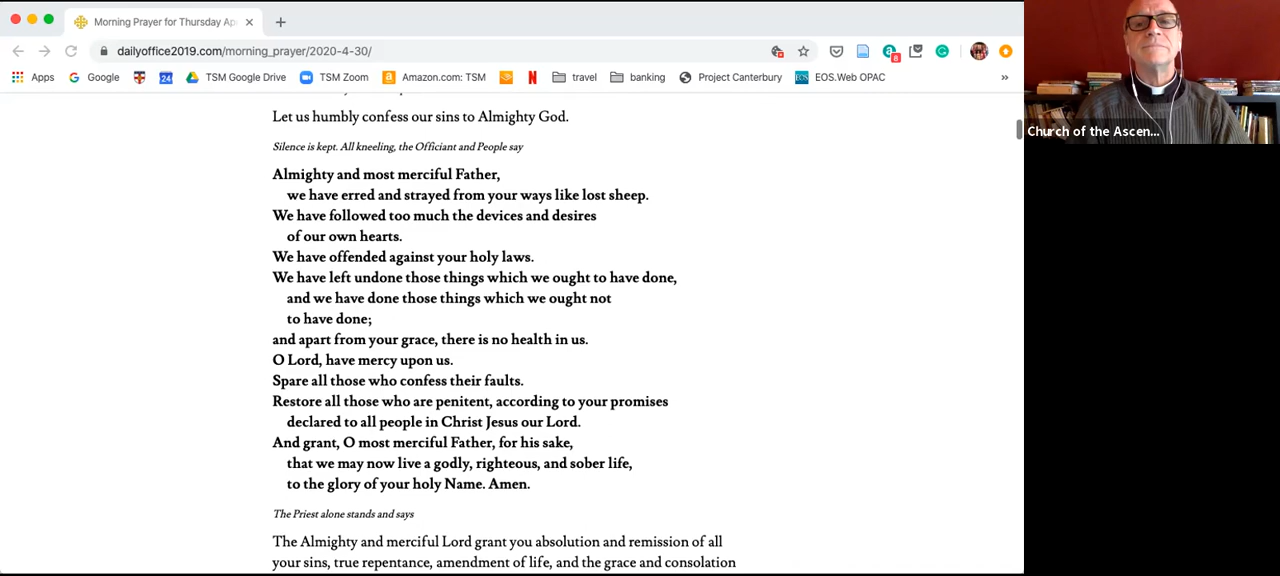 Morning Prayer for Thursday Ap
dailyoffice2019.com/morning_prayer/2020-4-30/
Apps
Google
24
TSM Google Drive
TSM Zoom
Amazon.com: TSM
travel
banking
Project Canterbury
EOS.Web OPAC
»
Let us humbly confess our sins to Almighty God.
Silence is kept. All kneeling, the Officiant and People say
Almighty and most merciful Father,
we have erred and strayed from your ways like lost sheep.
We have followed too much the devices and desires
of our own hearts.
We have offended against your holy laws.
We have left undone those things which we ought to have done,
and we have done those things which we ought not
to have done;
and apart from your grace, there is no health in us.
O Lord, have mercy upon us.
Spare all those who confess their faults.
Restore all those who are penitent, according to your promises
declared to all people in Christ Jesus our Lord.
And grant, O most merciful Father, for his sake,
that we may now live a godly, righteous, and sober life,
to the glory of your holy Name. Amen.
The Priest alone stands and says
The Almighty and merciful Lord grant you absolution and remission of all
your sins, true repentance, amendment of life, and the grace and consolation
Church of the Ascen...